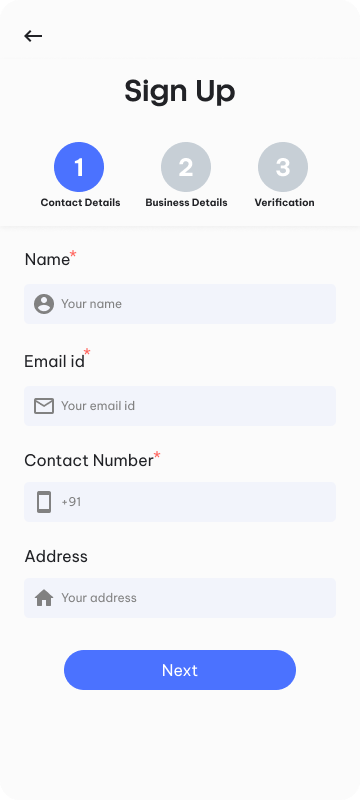 Sign Up
1 2 3
Contact Details Business Details Verification
Name*
Your name
Email id*
Your email id
Contact Number*
+91
Address
Your address
Next